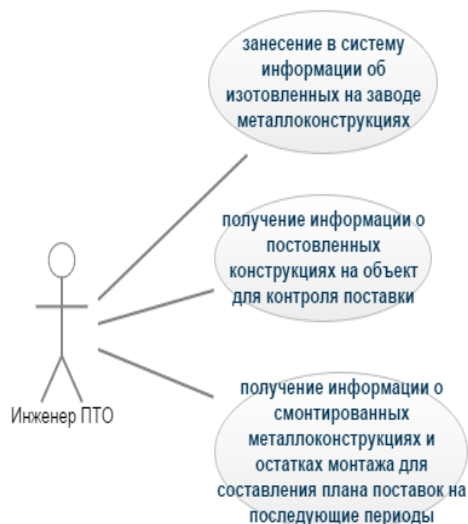 занесение в систему
информации об
изотовленных на заводе
металлоконструкциях
получение информации о
постовленных
конструкциях на объект
для контроля поставки
Инженер ПТО
получение информации о
смонтированных
металлоконструкциях и
остатках монтажа для
составления плана поставок на
последующие периоды